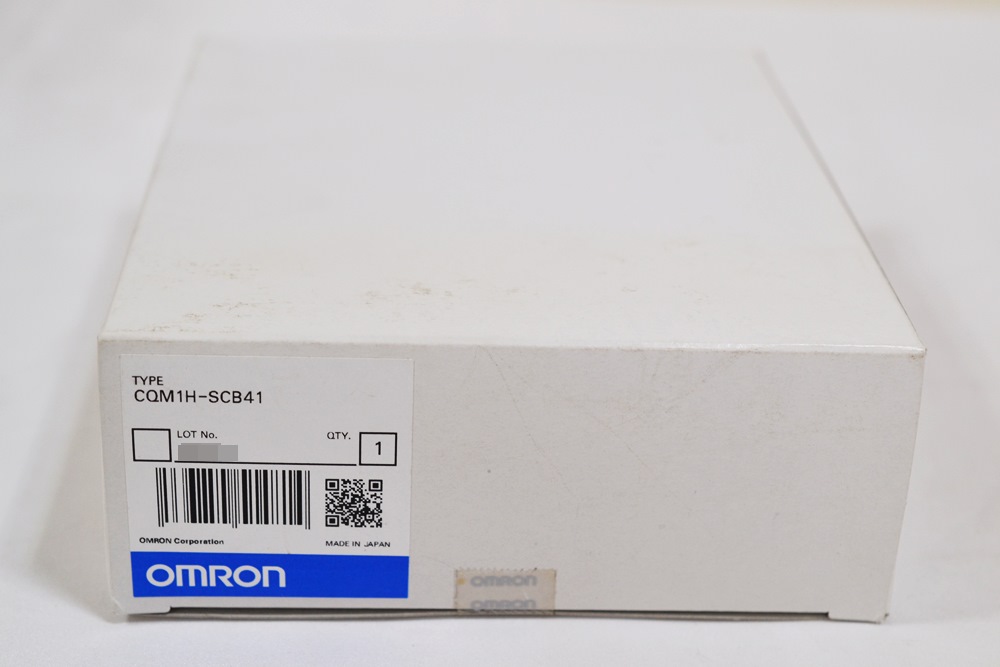 TYPE
CQM1H-SCB41
LOT No.
QTY.
1
OMRON Corporation
MADE IN JAPAN
OMRON
OMRON
OMRON